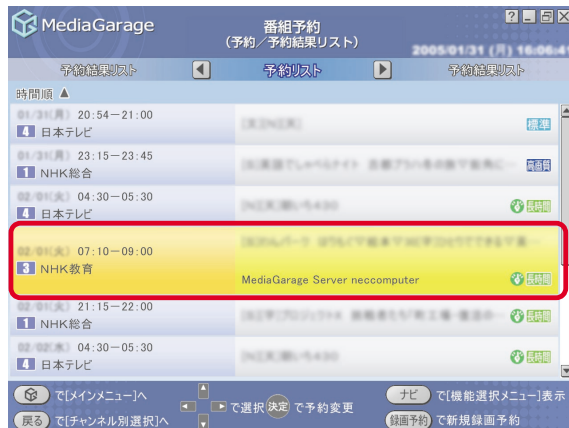 MediaGarage
番組予約
（予約／予約結果リスト）
2005/01/31 (月) 16:06:4
予約結果リスト
予約リスト
予約結果リスト
時間順 ▲
01/31(月) 20:54－21:00
4 日本テレビ
標準
01/31(月) 23:15－23:45
1 NHK総合
高画質
02/01(火) 04:30－05:30
4 日本テレビ
長時間
02/01(火) 07:10－09:00
3 NHK教育
MediaGarage Server neccomputer
長時間
02/01(火) 21:15－22:00
1 NHK総合
長時間
02/02(水) 04:30－05:30
4 日本テレビ
長時間
で[メインメニュー]へ
で選択 決定 で予約変更
ナビ で[機能選択メニュー]表示
戻る で[チャンネル別選択]へ
録画予約 で新規録画予約